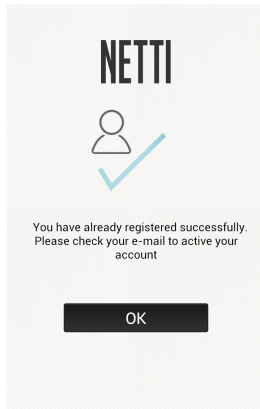 NETTI
You have already registered successfully.
Please check your e-mail to active your
account
OK